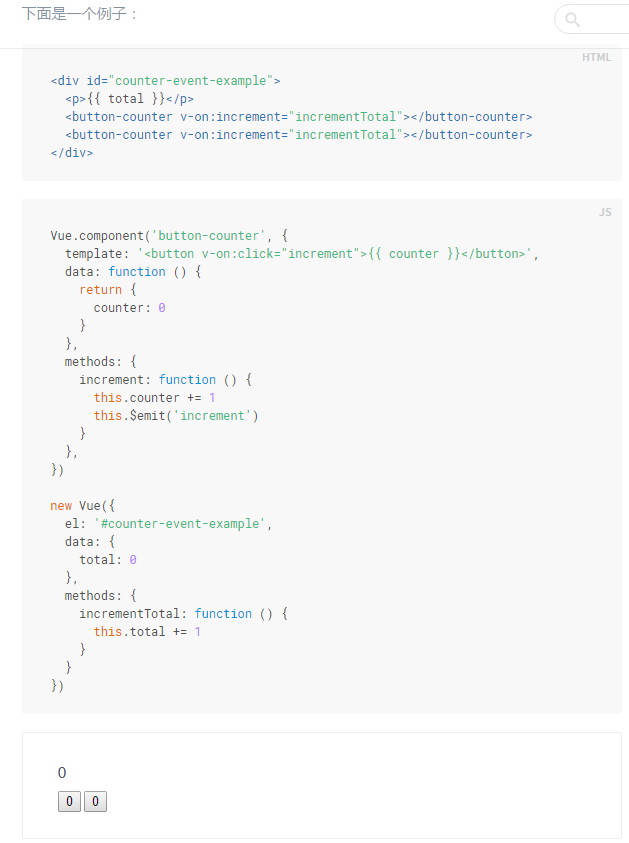 下面是一个例子：
HTML
<div id="counter-event-example">
  <p>{{ total }}</p>
  <button-counter v-on:increment="incrementTotal"></button-counter>
  <button-counter v-on:increment="incrementTotal"></button-counter>
</div>
JS
Vue.component('button-counter', {
  template: '<button v-on:click="increment">{{ counter }}</button>',
  data: function () {
    return {
      counter: 0
    }
  },
  methods: {
    increment: function () {
      this.counter += 1
      this.$emit('increment')
    }
  },
})
new Vue({
  el: '#counter-event-example',
  data: {
    total: 0
  },
  methods: {
    incrementTotal: function () {
      this.total += 1
    }
  }
})
0
0 0